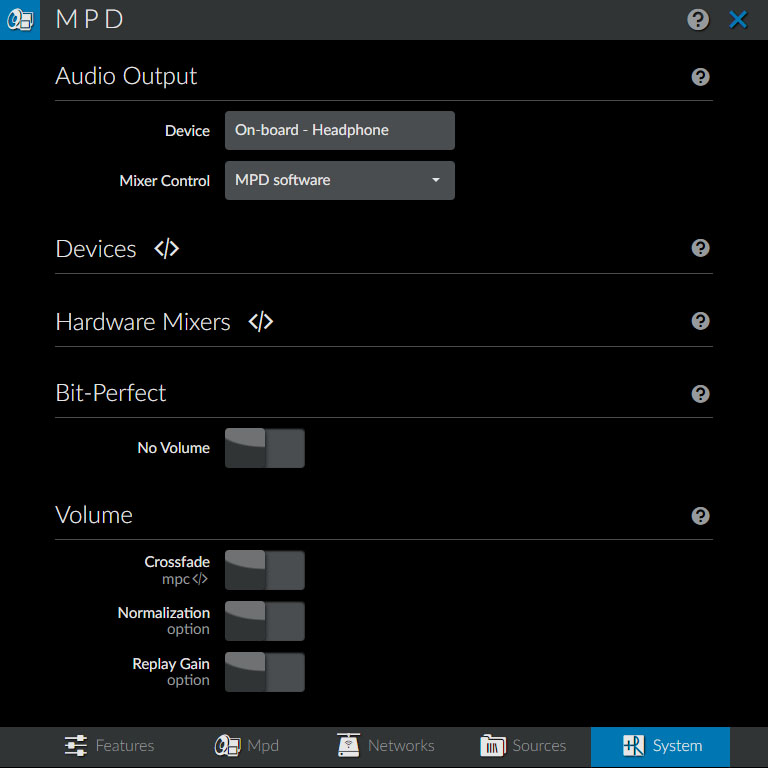 MPD
Audio Output
Device On-board - Headphone
Mixer Control MPD software
Devices </>
Hardware Mixers </>
Bit-Perfect
No Volume
Volume
Crossfade
mpc </>
Normalization
option
Replay Gain
option
Features Mpd Networks Sources System